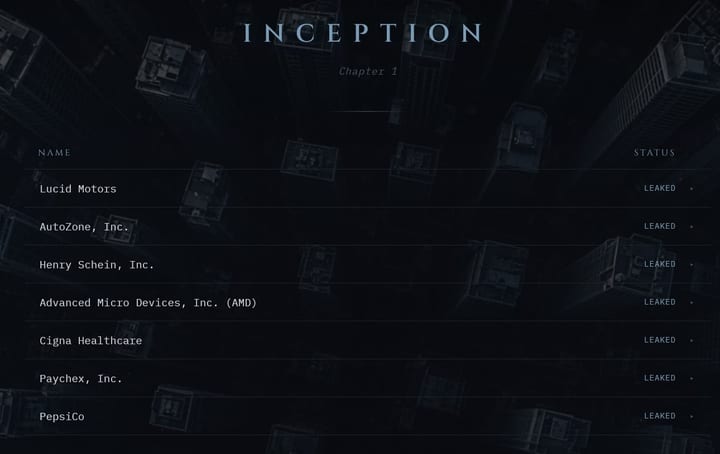 INCEPTION
Chapter 1
NAME STATUS
Lucid Motors LEAKED
AutoZone, Inc. LEAKED
Henry Schein, Inc. LEAKED
Advanced Micro Devices, Inc. (AMD) LEAKED
Cigna Healthcare LEAKED
Paychex, Inc. LEAKED
PepsiCo LEAKED